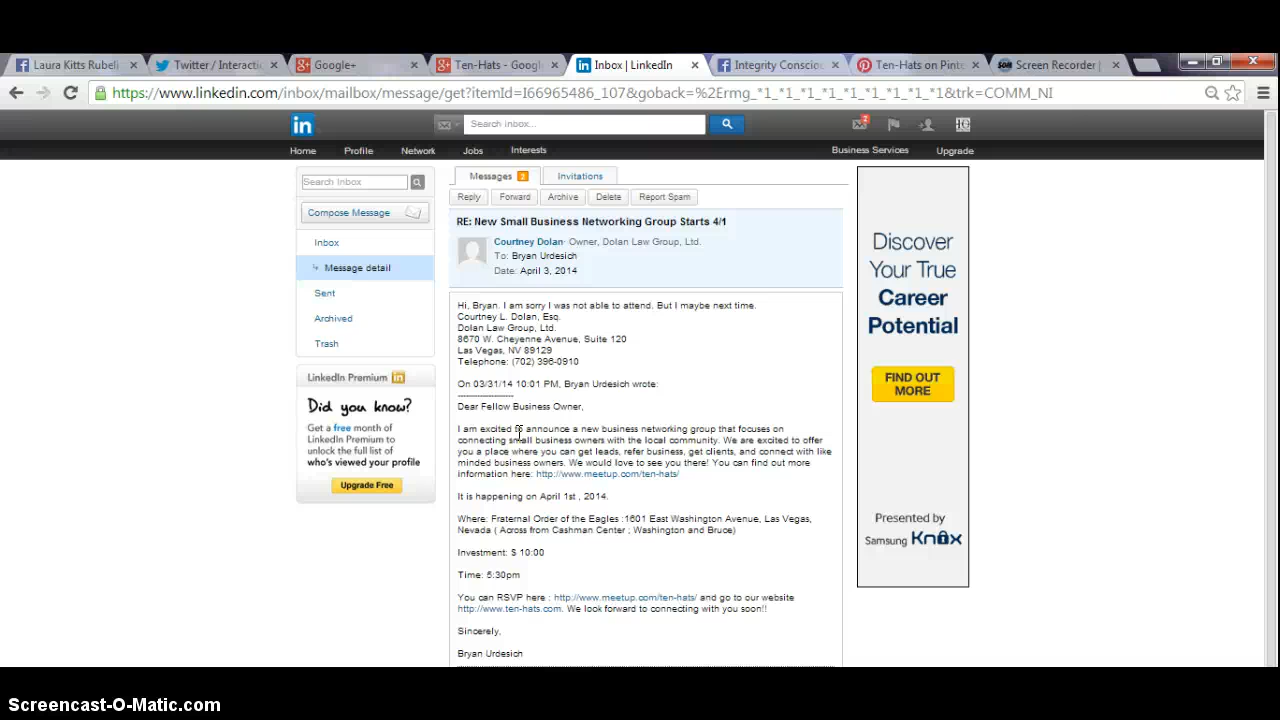 Laura Kitts Rubeli
Twitter / Interactio
Google+
Ten-Hats - Google
Inbox | LinkedIn
Integrity Conscie
Ten-Hats on Pinte
Screen Recorder |
https://www.linkedin.com/inbox/mailbox/message/get?itemId=I66965486_107&goback=%2Ermg_*1_*1_*1_*1_*1_*1_*1_*1_*1&trk=COMM_NI
in
Search inbox...
2
Home
Profile
Network
Jobs
Interests
Business Services
Upgrade
Search Inbox
Compose Message
Inbox
Message detail
Sent
Archived
Trash
LinkedIn Premium in
Did you know?
Get a free month of
LinkedIn Premium to
unlock the full list of
who's viewed your profile
Upgrade Free
Messages 2
Invitations
Reply
Forward
Archive
Delete
Report Spam
RE: New Small Business Networking Group Starts 4/1
Courtney Dolan Owner, Dolan Law Group, Ltd.
To: Bryan Urdesich
Date: April 3, 2014
Hi, Bryan. I am sorry I was not able to attend. But I maybe next time.
Courtney L. Dolan, Esq.
Dolan Law Group, Ltd.
8670 W. Cheyenne Avenue, Suite 120
Las Vegas, NV 89129
Telephone: (702) 396-0910
On 03/31/14 10:01 PM, Bryan Urdesich wrote:
--------------------
Dear Fellow Business Owner,
I am excited to announce a new business networking group that focuses on
connecting small business owners with the local community. We are excited to offer
you a place where you can get leads, refer business, get clients, and connect with like
minded business owners. We would love to see you there! You can find out more
information here: http://www.meetup.com/ten-hats/
It is happening on April 1st , 2014.
Where: Fraternal Order of the Eagles :1601 East Washington Avenue, Las Vegas,
Nevada ( Across from Cashman Center ; Washington and Bruce)
Investment: $ 10:00
Time: 5:30pm
You can RSVP here : http://www.meetup.com/ten-hats/ and go to our website
http://www.ten-hats.com. We look forward to connecting with you soon!!
Sincerely,
Bryan Urdesich
Discover
Your True
Career
Potential
FIND OUT
MORE
Presented by
Samsung Knox
Screencast-O-Matic.com